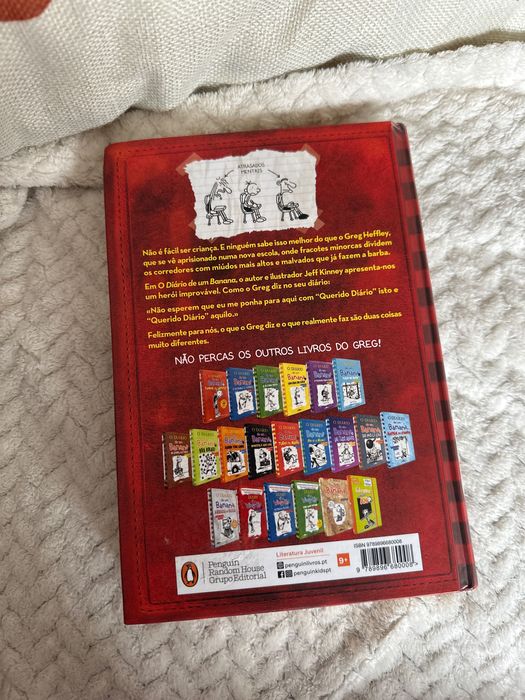 ATRASADOS
MENTAIS
Não é fácil ser criança. E ninguém sabe isso melhor do que o Greg Heffley,
que se vê aprisionado numa nova escola, onde fracotes minorcas dividem
os corredores com miúdos mais altos e malvados que já fazem a barba.
Em O Diário de um Banana, o autor e ilustrador Jeff Kinney apresenta-nos
um herói improvável. Como o Greg diz no seu diário:
«Não esperem que eu me ponha para aqui com “Querido Diário” isto e
“Querido Diário” aquilo.»
Felizmente para nós, o que o Greg diz e o que realmente faz são duas coisas
muito diferentes.
NÃO PERCAS OS OUTROS LIVROS DO GREG!
Penguin
Random House
Grupo Editorial
Literatura Juvenil
penguinlivros.pt
penguinkidspt
9+
ISBN 9789896680008
9 789896 680008 >